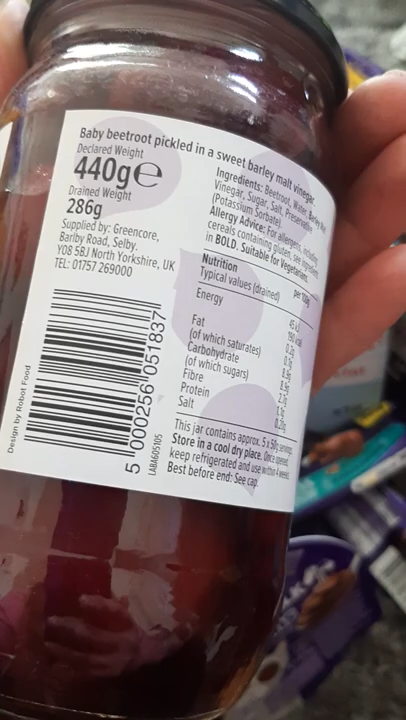 Baby beetroot pickled in a sweet barley malt vinegar
Declared Weight
440g e
Drained Weight
286g
Supplied by: Greencore,
Barlby Road, Selby.
YO8 5BJ North Yorkshire, UK
TEL: 01757 269000
Ingredients: Beetroot, Water, Barley Malt
Vinegar, Sugar, Salt, Preservative
(Potassium Sorbate)
Allergy Advice: For allergens, including
cereals containing gluten, see ingredients
in BOLD. Suitable for Vegetarians
Nutrition
Typical values (drained) per 100g
Energy
Fat
(of which saturates)
Carbohydrate
(of which sugars)
Fibre
Protein
Salt
This jar contains approx. 5 x 50g servings.
Store in a cool dry place. Once opened,
keep refrigerated and use within 4 weeks.
Best before end: See cap.
5 000256 051837
LABA605105
Design by Robot Food